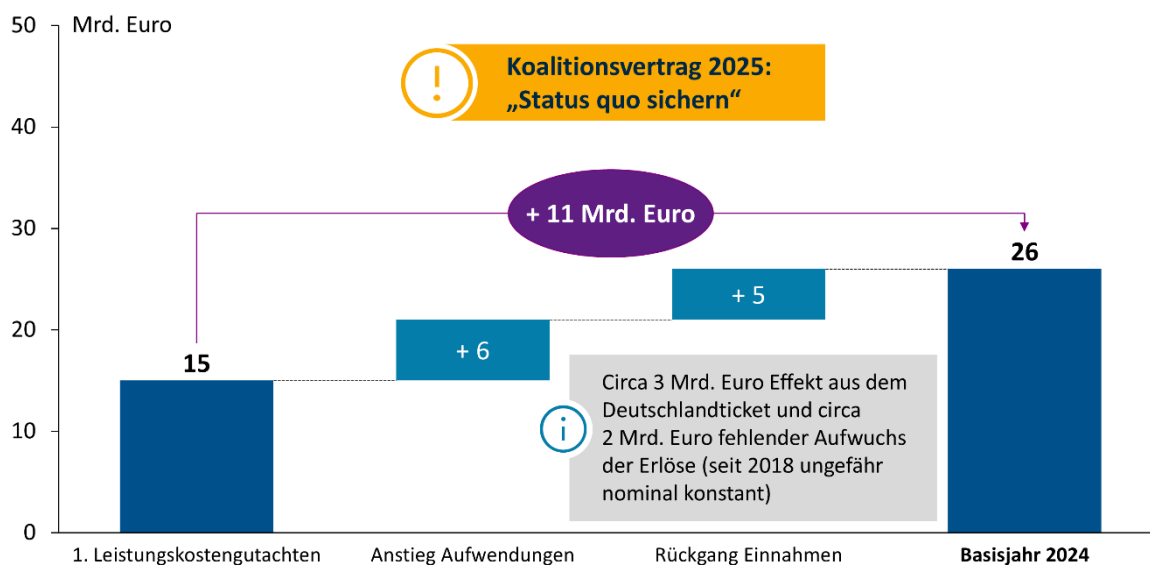 Mrd. Euro
50
40
30
20
10
0
Koalitionsvertrag 2025:
„Status quo sichern“
+ 11 Mrd. Euro
15
+ 6
+ 5
26
Circa 3 Mrd. Euro Effekt aus dem
Deutschlandticket und circa
2 Mrd. Euro fehlender Aufwuchs
der Erlöse (seit 2018 ungefähr
nominal konstant)
1. Leistungskostengutachten
Anstieg Aufwendungen
Rückgang Einnahmen
Basisjahr 2024